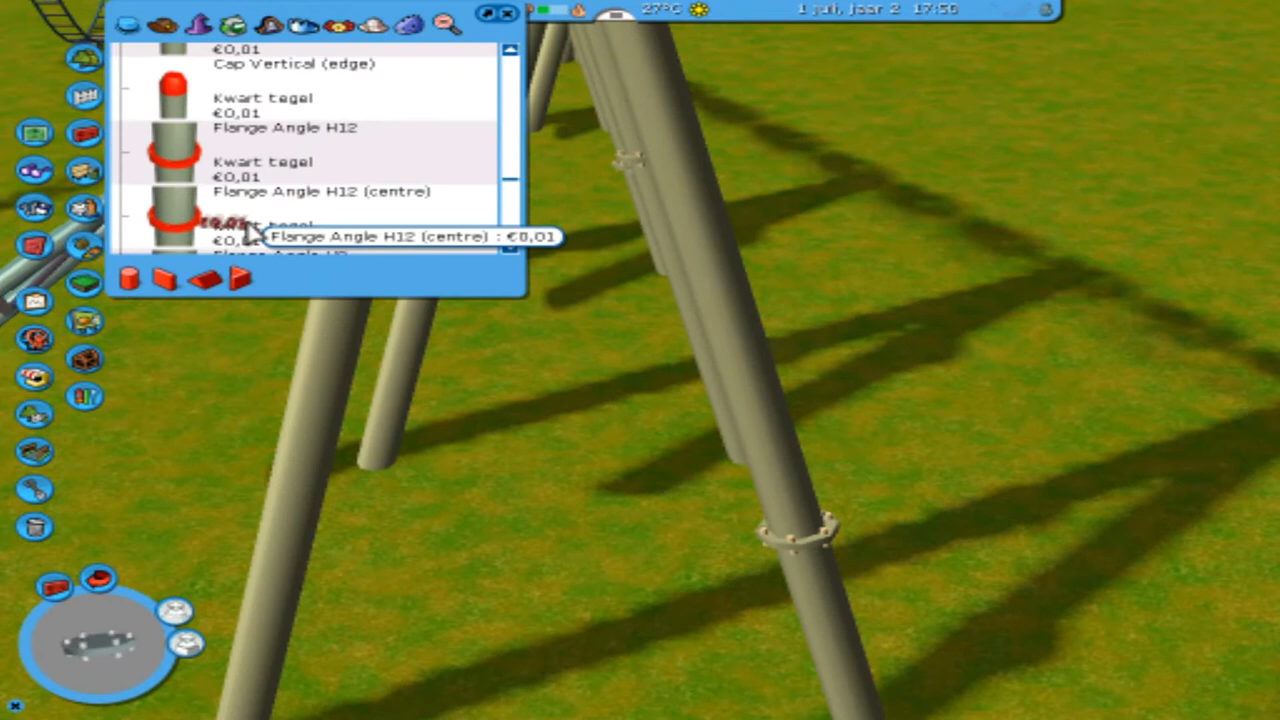 27°C 1 juli, jaar 2 17:56
€0,01
Cap Vertical (edge)
Kwart tegel
€0,01
Flange Angle H12
Kwart tegel
€0,01
Flange Angle H12 (centre)
Flange Angle H12 (centre) : €0,01